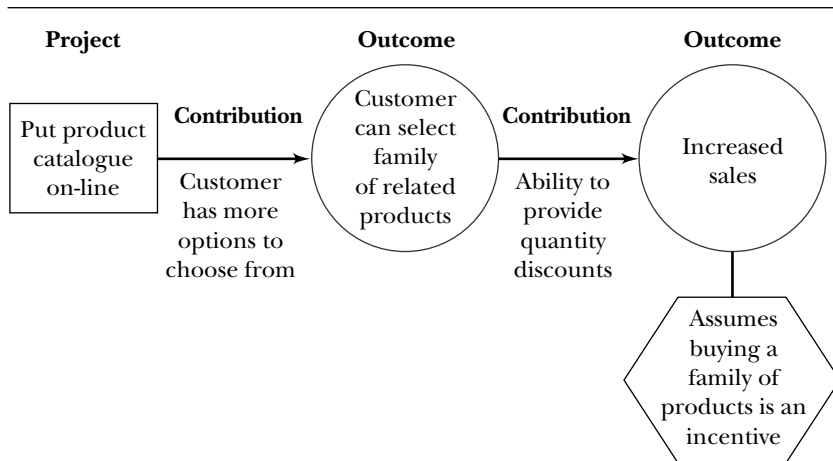 Project
Outcome
Outcome
Put product
catalogue
on-line
Contribution
Customer
has more
options to
choose from
Customer
can select
family
of related
products
Contribution
Ability to
provide
quantity
discounts
Increased
sales
Assumes
buying a
family of
products is an
incentive